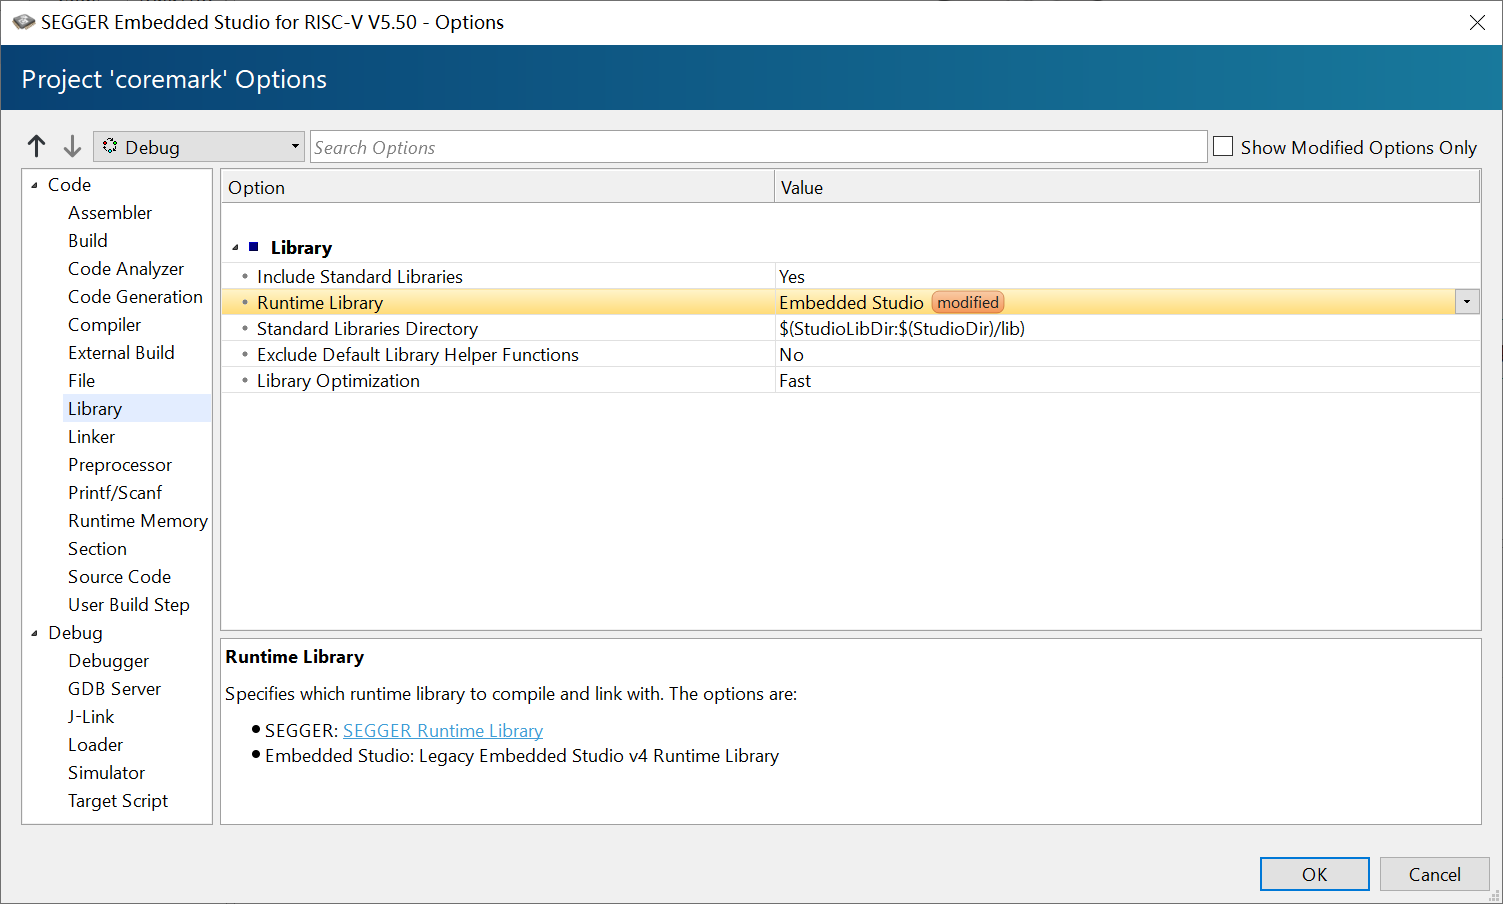 SEGGER Embedded Studio for RISC-V V5.50 - Options
Project 'coremark' Options
Debug
Search Options
Show Modified Options Only
Code
Assembler
Build
Code Analyzer
Code Generation
Compiler
External Build
File
Library
Linker
Preprocessor
Printf/Scanf
Runtime Memory
Section
Source Code
User Build Step
Debug
Debugger
GDB Server
J-Link
Loader
Simulator
Target Script
Option Value
Library
Include Standard Libraries Yes
Runtime Library Embedded Studio modified
Standard Libraries Directory $(StudioLibDir:$(StudioDir)/lib)
Exclude Default Library Helper Functions No
Library Optimization Fast
Runtime Library
Specifies which runtime library to compile and link with. The options are:
SEGGER: SEGGER Runtime Library
Embedded Studio: Legacy Embedded Studio v4 Runtime Library
OK Cancel